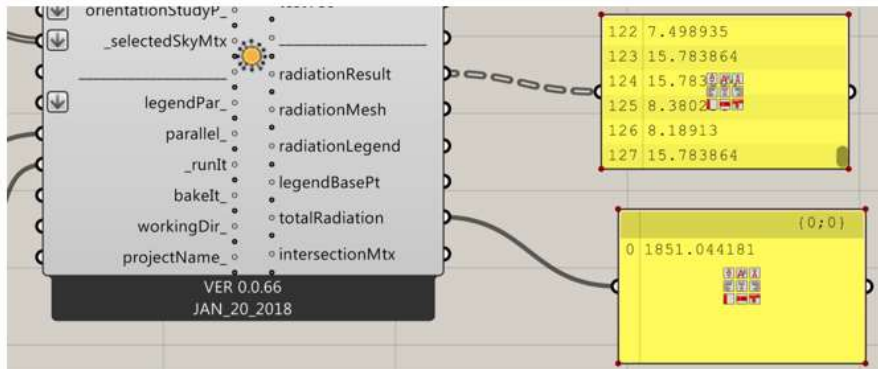 orientationStudyP_
_selectedSkyMtx
radiationResult
legendPar_
radiationMesh
parallel_
radiationLegend
_runIt
legendBasePt
bakeIt_
totalRadiation
workingDir_
intersectionMtx
projectName_
VER 0.0.66
JAN_20_2018
122 7.498935
123 15.783864
124 15.783
125 8.3802
126 8.18913
127 15.783864
{0;0}
0 1851.044181